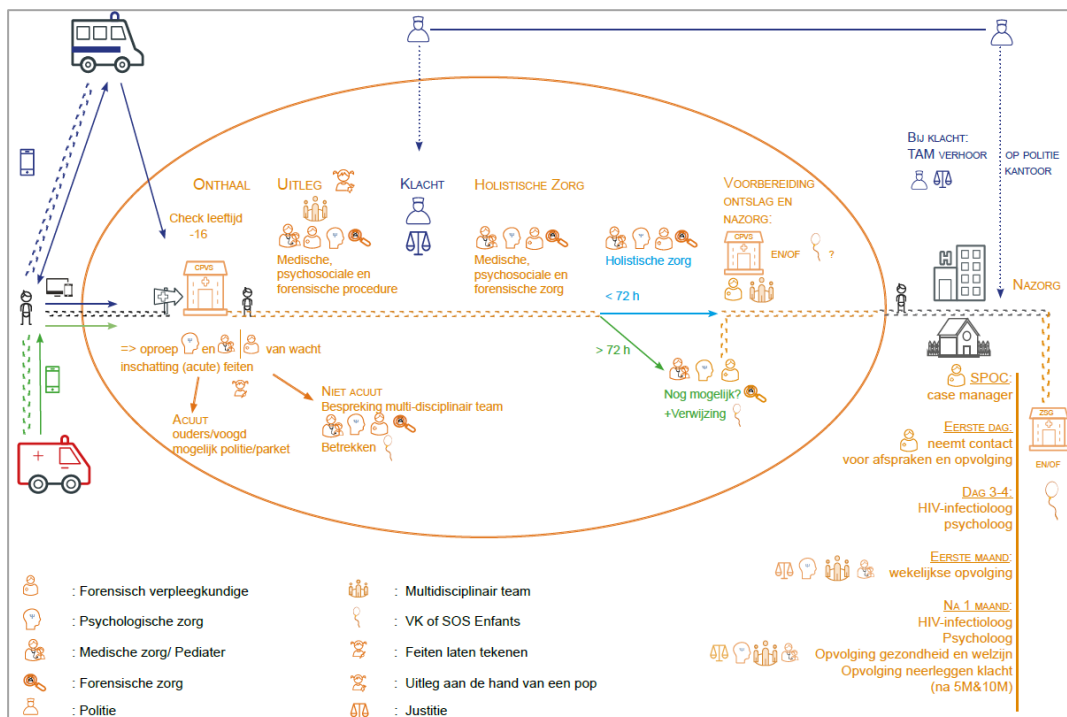 BIJ KLACHT:
TAM VERHOOR
OP POLITIE
KANTOOR
ONTHAAL
Check leeftijd
-16
CPVS
UITLEG
Medische,
psychosociale en
forensische procedure
KLACHT
HOLISTISCHE ZORG
Medische,
psychosociale en
forensische zorg
Holistische zorg
VOORBEREIDING
ONTSLAG EN
NAZORG:
CPVS
EN/OF
?
< 72 h
> 72 h
H
NAZORG
=> oproep en van wacht
inschatting (acute) feiten
ACUUT
ouders/voogd
mogelijk politie/parket
NIET ACUUT
Bespreking multi-disciplinair team
Betrekken
Nog mogelijk?
+Verwijzing
SPOC:
case manager
EERSTE DAG:
neemt contact
voor afspraken en opvolging
DAG 3-4:
HIV-infectioloog
psycholoog
EERSTE MAAND:
wekelijkse opvolging
NA 1 MAAND:
HIV-infectioloog
Psycholoog
Opvolging gezondheid en welzijn
Opvolging neerleggen klacht
(na 5M&10M)
ZSG
EN/OF
: Forensisch verpleegkundige
: Psychologische zorg
: Medische zorg/ Pediater
: Forensische zorg
: Politie
: Multidisciplinair team
: VK of SOS Enfants
: Feiten laten tekenen
: Uitleg aan de hand van een pop
: Justitie